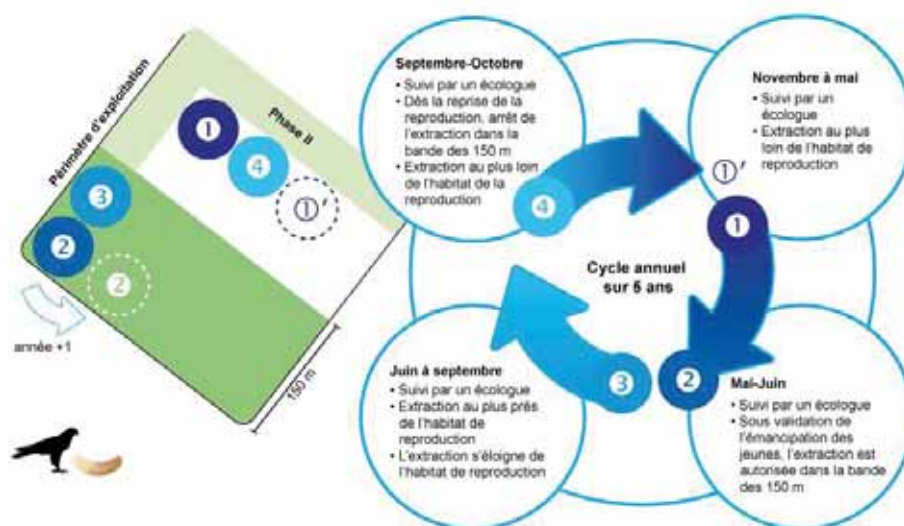 Périmètre d'exploitation
Phase II
1
4
1'
3
2
2
année +1
150 m
Septembre-Octobre
• Suivi par un écologue
• Dès la reprise de la
reproduction, arrêt de
l'extraction dans la
bande des 150 m
• Extraction au plus
loin de l'habitat de la
reproduction
4
Novembre à mai
• Suivi par un
écologue
• Extraction au plus
loin de l'habitat de
reproduction
1'
1
Cycle annuel
sur 5 ans
Juin à septembre
• Suivi par un écologue
• Extraction au plus près
de l'habitat de
reproduction
• L'extraction s'éloigne de
l'habitat de reproduction
3
2
Mai-Juin
• Suivi par un écologue
• Sous validation de
l'émancipation des
jeunes, l'extraction est
autorisée dans la bande
des 150 m